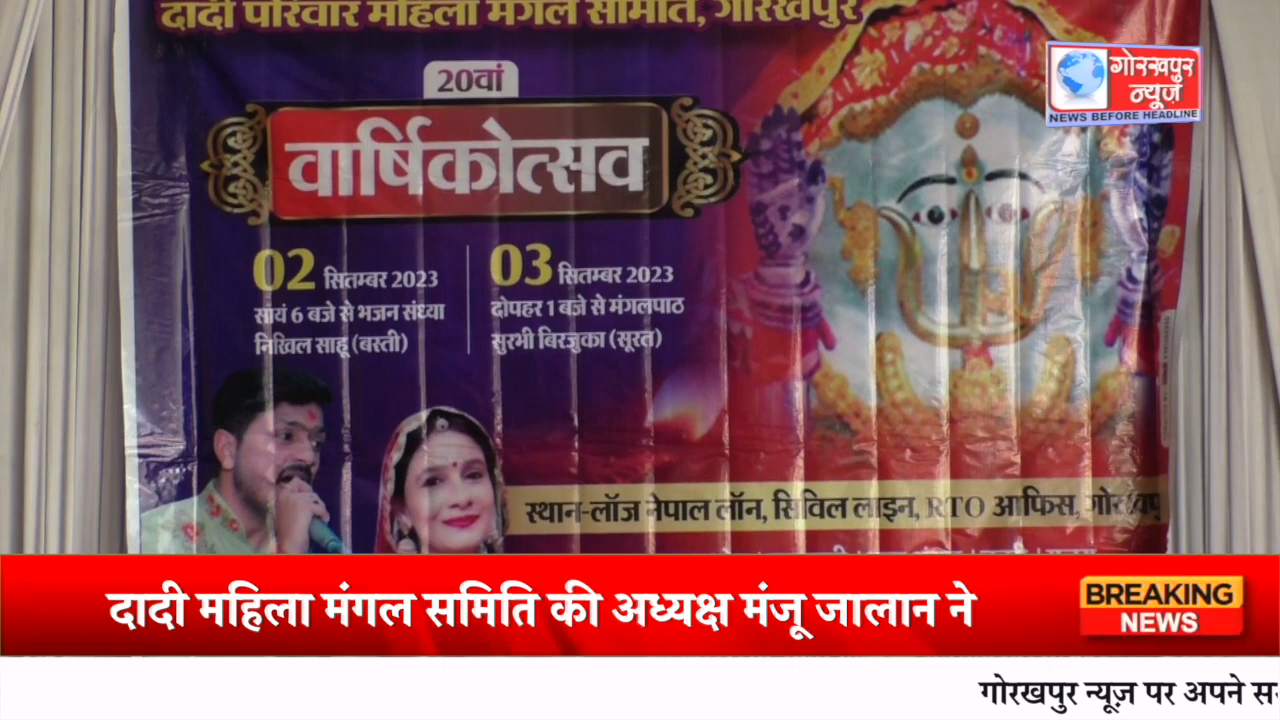 दादी परिवार महिला मंगल समिति, गोरखपुर
20वां
वार्षिकोत्सव
02 सितम्बर 2023
सायं 6 बजे से भजन संध्या
निखिल साहू (बस्ती)
03 सितम्बर 2023
दोपहर 1 बजे से मंगलपाठ
सुरभी बिरजुका (सूरत)
स्थान-लॉज नेपाल लॉन, सिविल लाइन, RTO आफिस, गोरखपु
गोरखपुर
न्यूज़
NEWS BEFORE HEADLINE
दादी महिला मंगल समिति की अध्यक्ष मंजू जालान ने
BREAKING
NEWS
गोरखपुर न्यूज़ पर अपने